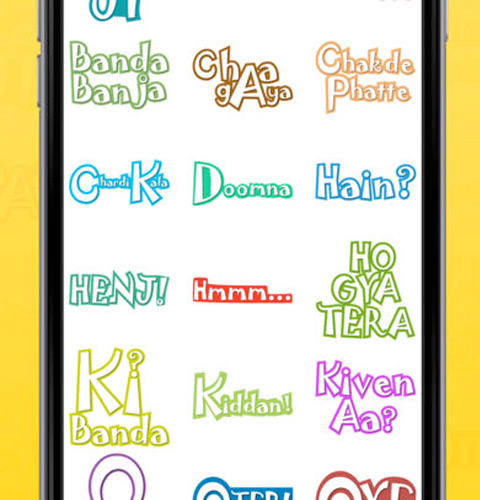 Banda
Banja
Chaa
gAya
Chakde
Phatte
Chardi Kala
Doomna
Hain?
HENJ!
Hmmm...
HO
GYA
TERA
Ki?
Banda
Kiddan!
Kiven
Aa?
O
OYE